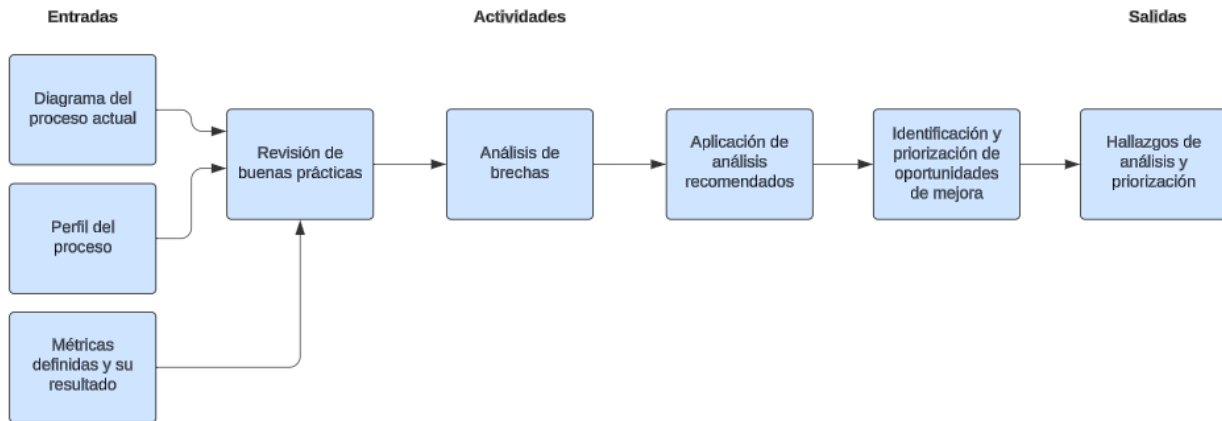 Entradas
Actividades
Salidas
Diagrama del
proceso actual
Perfil del
proceso
Métricas
definidas y su
resultado
Revisión de
buenas prácticas
Análisis de
brechas
Aplicación de
análisis
recomendados
Identificación y
priorización de
oportunidades
de mejora
Hallazgos de
análisis y
priorización